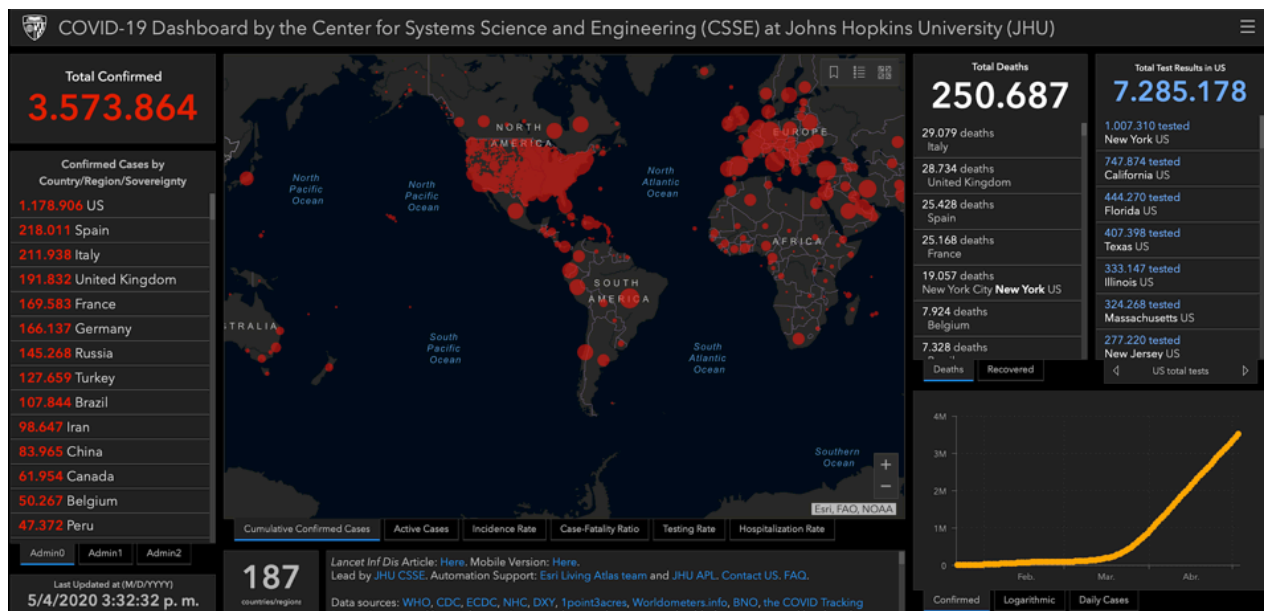 COVID-19 Dashboard by the Center for Systems Science and Engineering (CSSE) at Johns Hopkins University (JHU)
Total Confirmed
3.573.864
Confirmed Cases by
Country/Region/Sovereignty
1.178.906 US
218.011 Spain
211.938 Italy
191.832 United Kingdom
169.583 France
166.137 Germany
145.268 Russia
127.659 Turkey
107.844 Brazil
98.647 Iran
83.965 China
61.954 Canada
50.267 Belgium
47.372 Peru
Admin0
Admin1
Admin2
Last Updated at (M/D/YYYY)
5/4/2020 3:32:32 p. m.
NORTH
AMERICA
EUROPE
North
Pacific
Ocean
North
Pacific
Ocean
North
Atlantic
Ocean
AFRICA
SOUTH
AMERICA
TRALIA
South
Pacific
Ocean
South
Atlantic
Ocean
Southern
Ocean
+
−
Esri, FAO, NOAA
Cumulative Confirmed Cases
Active Cases
Incidence Rate
Case-Fatality Ratio
Testing Rate
Hospitalization Rate
187
countries/regions
Lancet Inf Dis Article: Here. Mobile Version: Here.
Lead by JHU CSSE. Automation Support: Esri Living Atlas team and JHU APL. Contact US. FAQ.
Data sources: WHO, CDC, ECDC, NHC, DXY, 1point3acres, Worldometers.info, BNO, the COVID Tracking
Total Deaths
250.687
29.079 deaths
Italy
28.734 deaths
United Kingdom
25.428 deaths
Spain
25.168 deaths
France
19.057 deaths
New York City New York US
7.924 deaths
Belgium
7.328 deaths
Deaths
Recovered
Total Test Results in US
7.285.178
1.007.310 tested
New York US
747.874 tested
California US
444.270 tested
Florida US
407.398 tested
Texas US
333.147 tested
Illinois US
324.268 tested
Massachusetts US
277.220 tested
New Jersey US
US total tests
4M
3M
2M
1M
0
Feb.
Mar.
Abr.
Confirmed
Logarithmic
Daily Cases